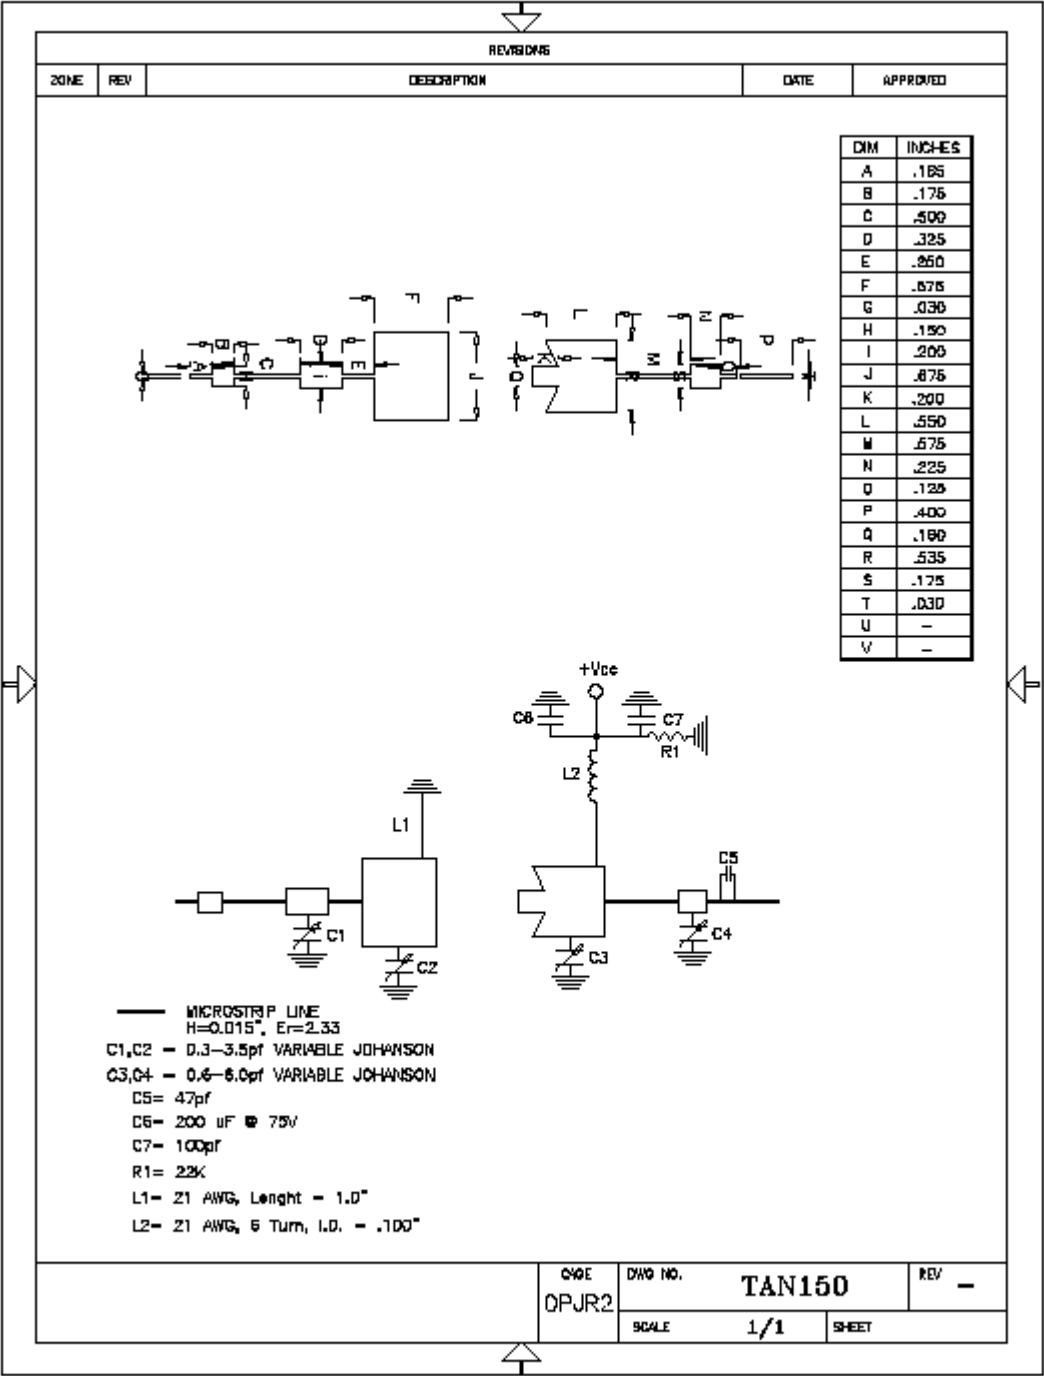 REVISIONS
ZONE REV DESCRIPTION DATE APPROVED
DIM INCHES
A .165
B .175
C .500
D .325
E .250
F .575
G .030
H .150
I .200
J .675
K .200
L .550
M .575
N .225
O .125
P .400
Q .190
R .535
S .175
T .030
U –
V –
F
L
N
P
B
D
A
C
E
J
K
M
O
R
S
H
I
+Vcc
C6
C7
R1
L2
L1
C5
C1
C2
C3
C4
MICROSTRIP LINE
H=0.015", Er=2.33
C1,C2 – 0.3–3.5pf VARIABLE JOHANSON
C3,C4 – 0.6–6.0pf VARIABLE JOHANSON
C5= 47pf
C6– 200 uF @ 75V
C7– 100pf
R1= 22K
L1– 21 AWG, Lenght – 1.0"
L2– 21 AWG, 6 Turn, I.D. – .100"
CAGE
OPJR2
DWG NO.
TAN150
REV –
SCALE 1/1 SHEET